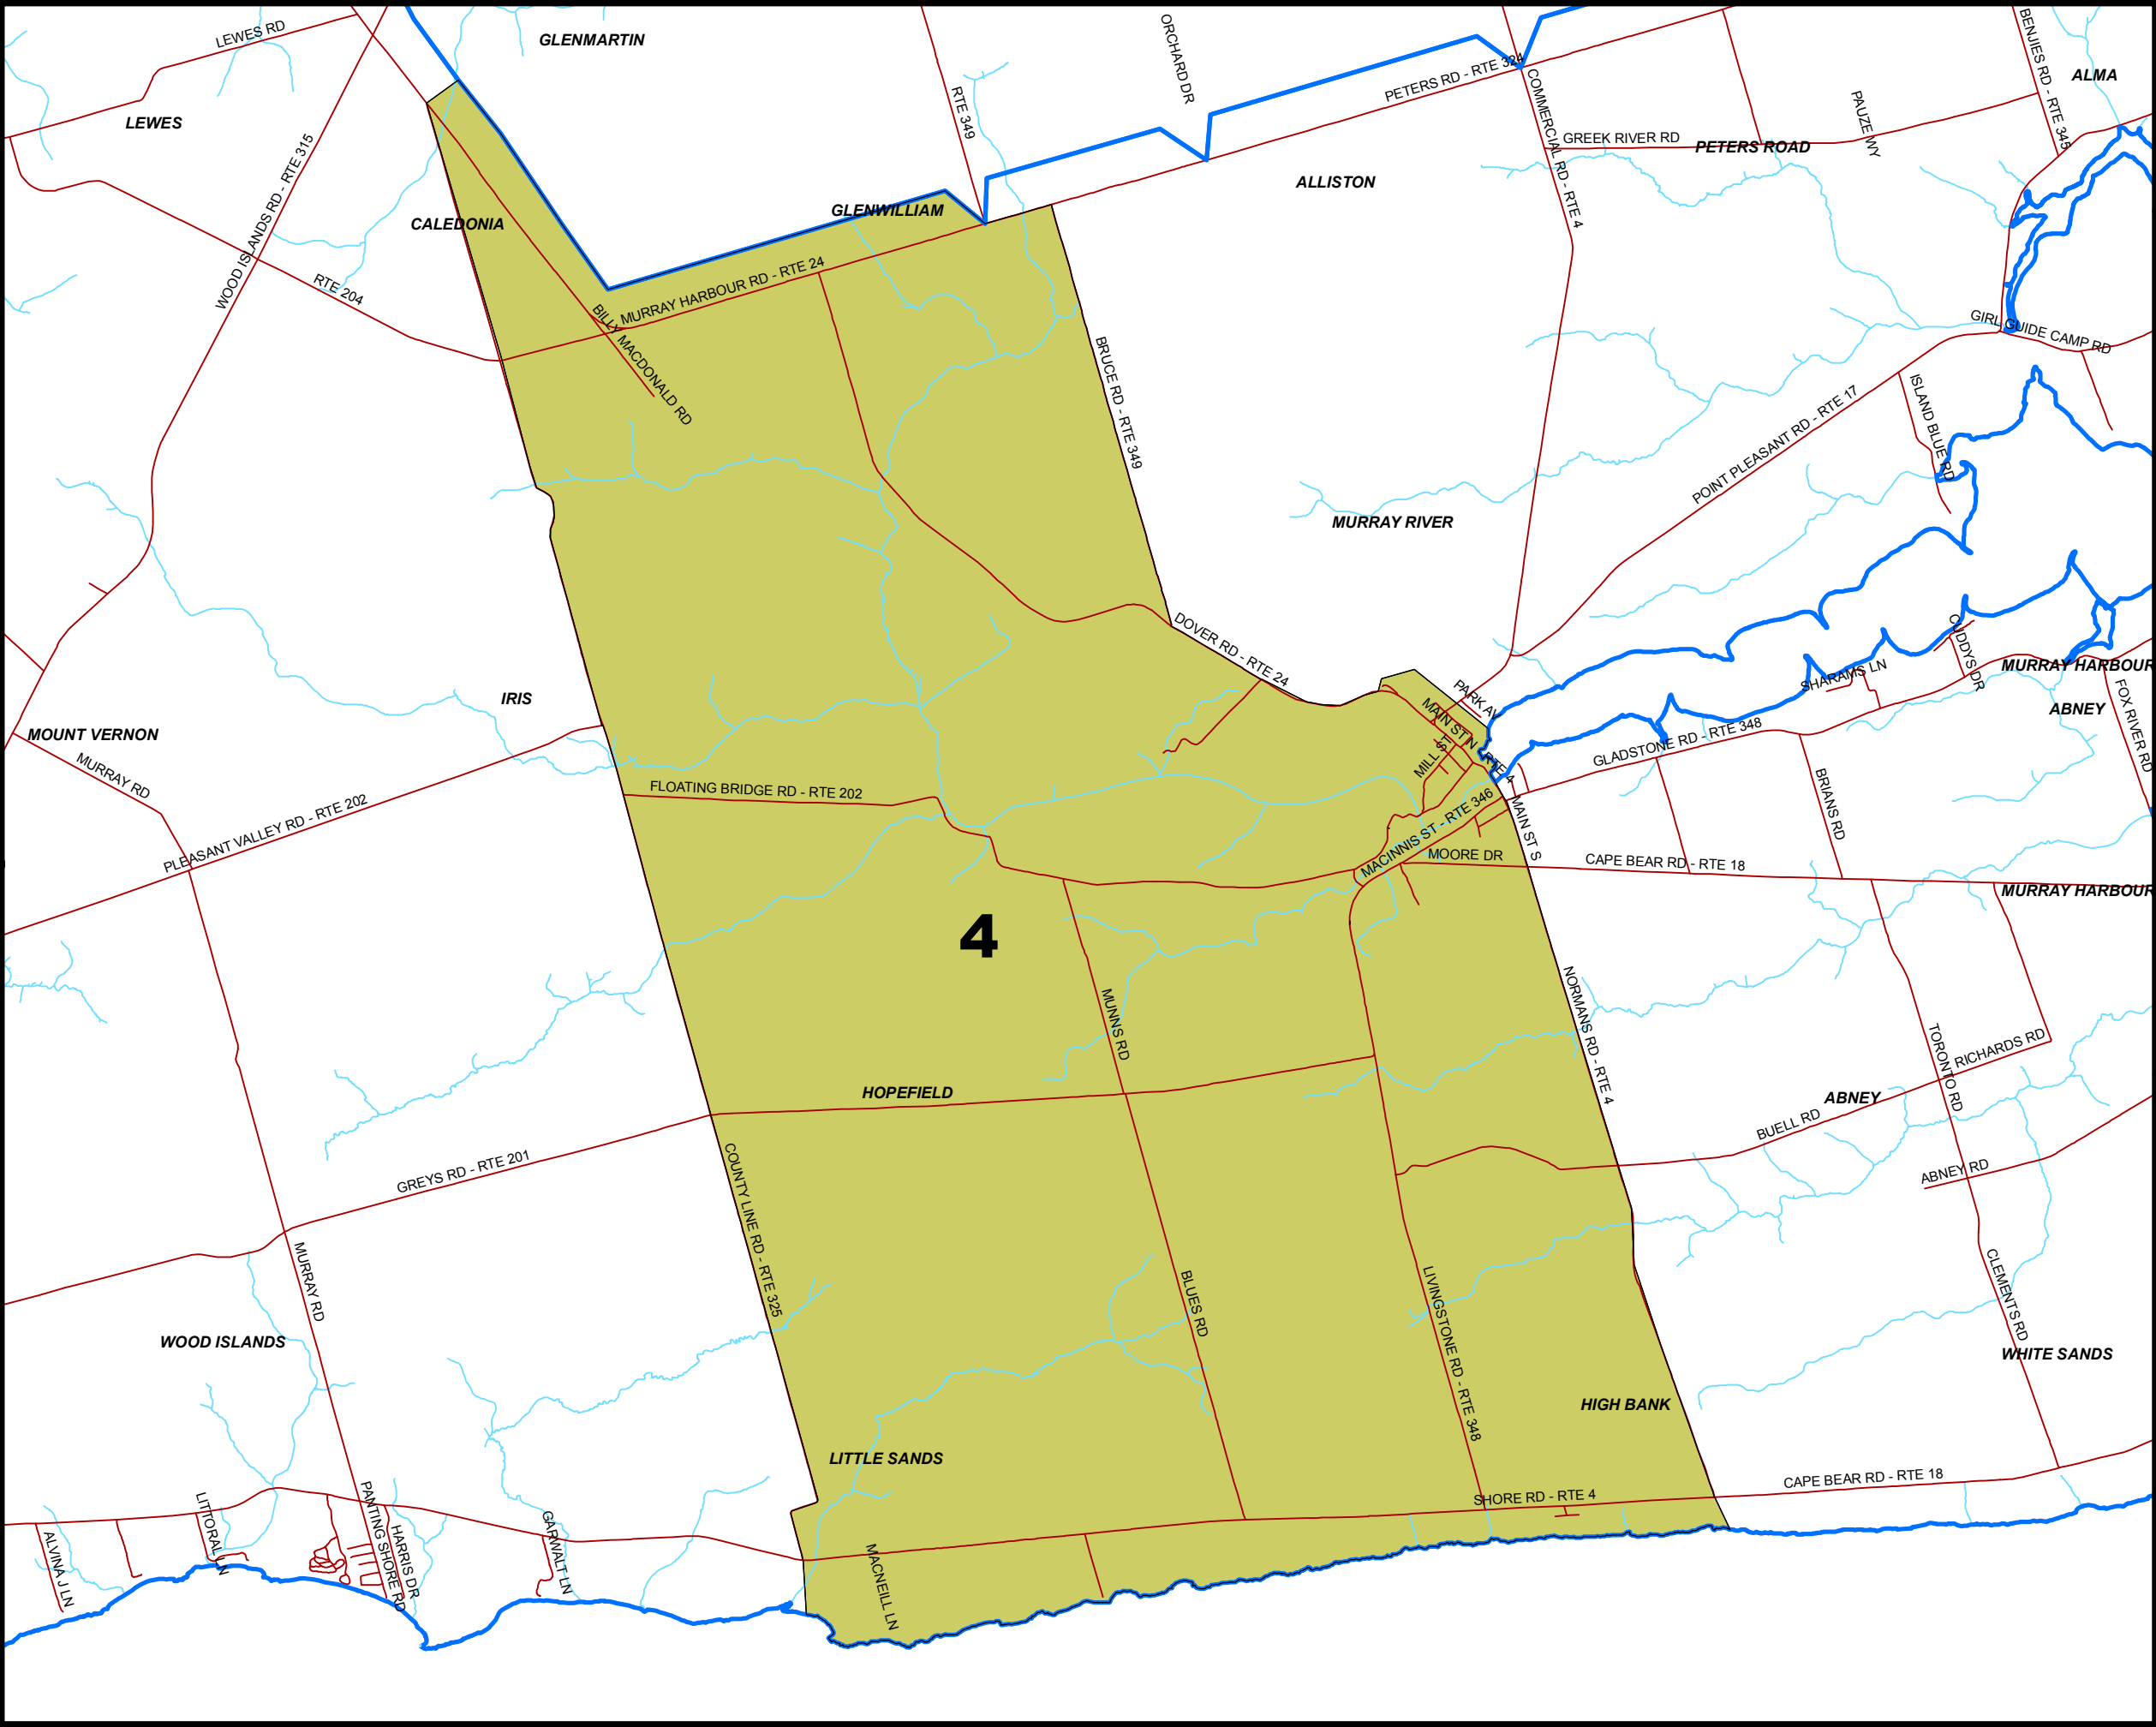 LEWES RD
GLENMARTIN
ORCHARD DR
BENJIES RD - RTE 345
ALMA
LEWES
RTE 349
PETERS RD - RTE 324
COMMERCIAL RD - RTE 4
PAUZE WY
GREEK RIVER RD
PETERS ROAD
WOOD ISLANDS RD - RTE 315
ALLISTON
CALEDONIA
GLENWILLIAM
RTE 204
MURRAY HARBOUR RD - RTE 24
BILLY MACDONALD RD
BRUCE RD - RTE 349
GIRL GUIDE CAMP RD
ISLAND BLUE RD
POINT PLEASANT RD - RTE 17
MURRAY RIVER
DOVER RD - RTE 24
CUDDYS DR
MURRAY HARBOUR
SHARAMS LN
IRIS
PARK AV
FOX RIVER RD
ABNEY
MOUNT VERNON
MAIN ST N - RTE 4
MILL ST
GLADSTONE RD - RTE 348
MURRAY RD
FLOATING BRIDGE RD - RTE 202
BRIANS RD
PLEASANT VALLEY RD - RTE 202
MACINNIS ST - RTE 346
MAIN ST S
MOORE DR
CAPE BEAR RD - RTE 18
MURRAY HARBOUR
4
MUNNS RD
NORMANS RD - RTE 4
TORONTO RD
RICHARDS RD
HOPEFIELD
ABNEY
BUELL RD
GREYS RD - RTE 201
COUNTY LINE RD - RTE 325
ABNEY RD
MURRAY RD
BLUES RD
LIVINGSTONE RD - RTE 348
CLEMENTS RD
WOOD ISLANDS
WHITE SANDS
HIGH BANK
LITTLE SANDS
CAPE BEAR RD - RTE 18
SHORE RD - RTE 4
ALVINA J LN
LITTORAL LN
PANTING SHORE RD
HARRIS DR
GARWALT LN
MACNEILL LN